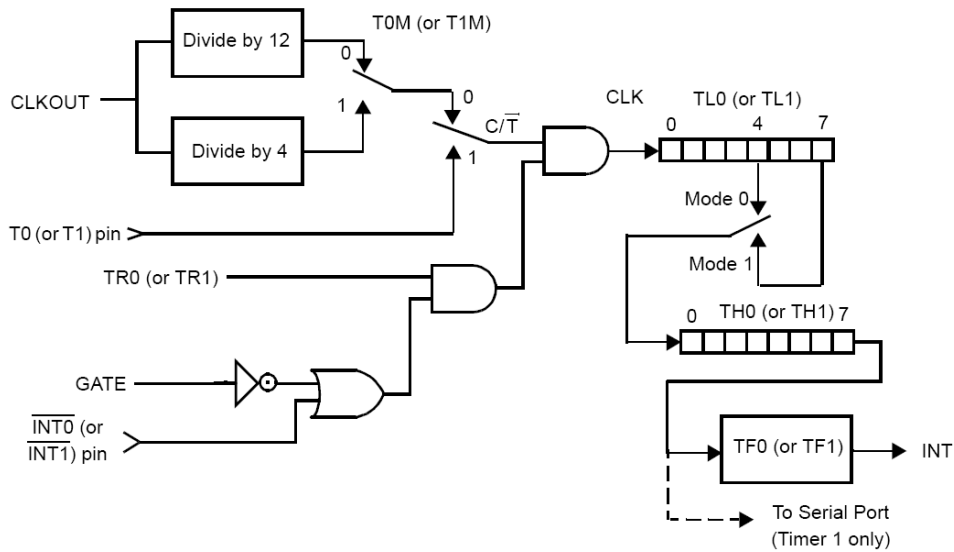 T0M (or T1M)
Divide by 12
0
CLKOUT
1
0
C/T̅
CLK
TL0 (or TL1)
0 4 7
Divide by 4
1
Mode 0
T0 (or T1) pin
Mode 1
TR0 (or TR1)
0 TH0 (or TH1) 7
GATE
I̅N̅T̅0̅ (or
I̅N̅T̅1̅) pin
TF0 (or TF1)
INT
To Serial Port
(Timer 1 only)